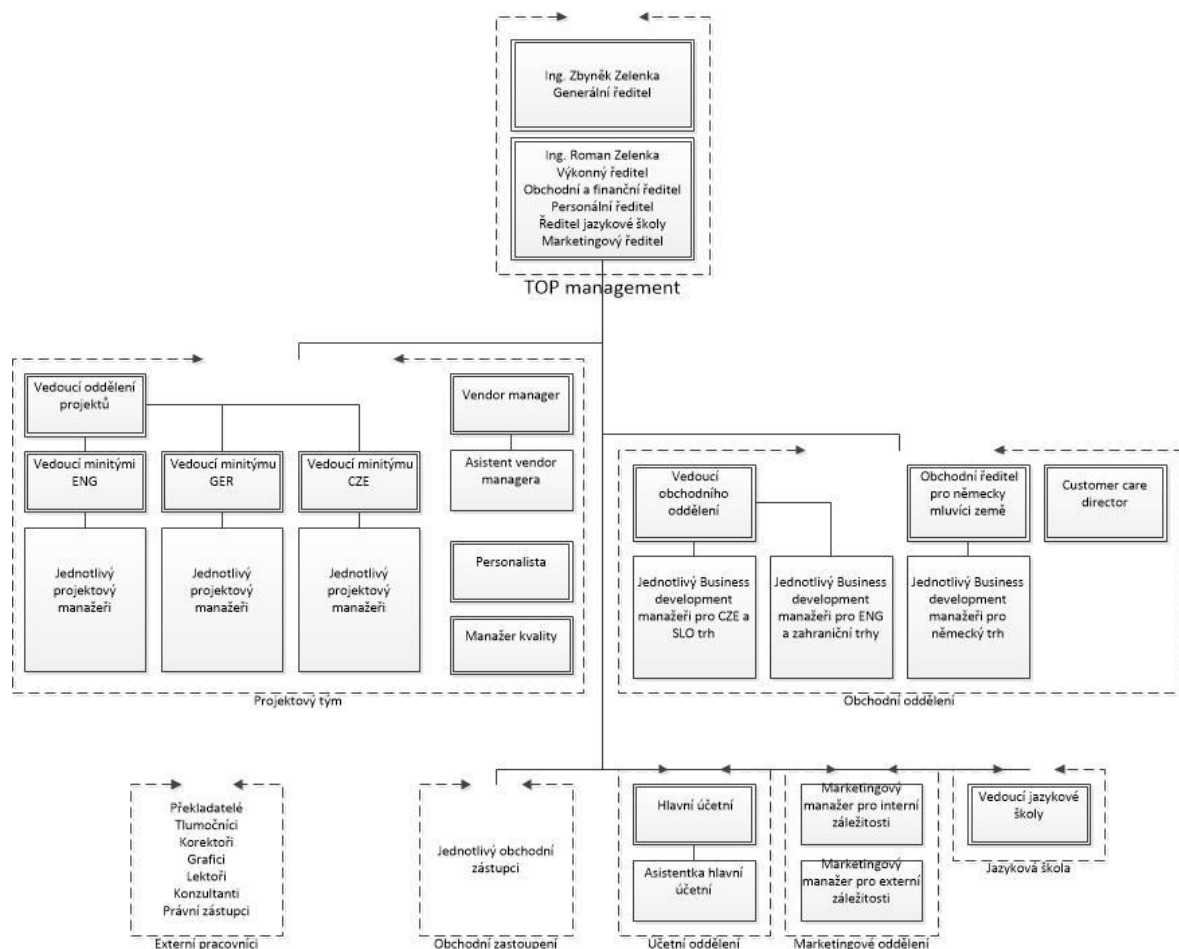 Ing. Zbyněk Zelenka
Generální ředitel
Ing. Roman Zelenka
Výkonný ředitel
Obchodní a finanční ředitel
Personální ředitel
Ředitel jazykové školy
Marketingový ředitel
TOP management
Vedoucí oddělení
projektů
Vedoucí minitými
ENG
Vedoucí minitýmu
GER
Vedoucí minitýmu
CZE
Jednotlivý
projektový
manažeři
Jednotlivý
projektový
manažeři
Jednotlivý
projektový
manažeři
Vendor manager
Asistent vendor
managera
Personalista
Manažer kvality
Projektový tým
Vedoucí
obchodního
oddělení
Obchodní ředitel
pro německy
mluvící země
Customer care
director
Jednotlivý Business
development
manažeři pro CZE a
SLO trh
Jednotlivý Business
development
manažeři pro ENG
a zahraniční trhy
Jednotlivý Business
development
manažeři pro
německý trh
Obchodní oddělení
Překladatelé
Tlumočníci
Korektoři
Grafici
Lektoři
Konzultanti
Právní zástupci
Externí pracovníci
Jednotlivý obchodní
zástupci
Obchodní zastoupení
Hlavní účetní
Asistentka hlavní
účetní
Účetní oddělení
Marketingový
manažer pro interní
záležitosti
Marketingový
manažer pro externí
záležitosti
Marketingové oddělení
Vedoucí jazykové
školy
Jazyková škola